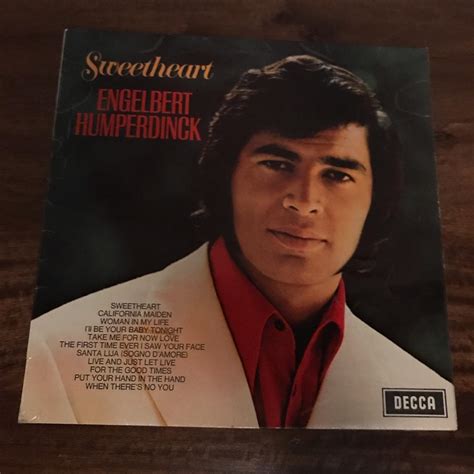 Sweetheart
ENGELBERT
HUMPERDINCK
SWEETHEART
CALIFORNIA MAIDEN
WOMAN IN MY LIFE
I'LL BE YOUR BABY TONIGHT
TAKE ME FOR NOW LOVE
THE FIRST TIME EVER I SAW YOUR FACE
SANTA LIJA (SOGNO D'AMORE)
LIVE AND JUST LET LIVE
FOR THE GOOD TIMES
PUT YOUR HAND IN THE HAND
WHEN THERE'S NO YOU
DECCA